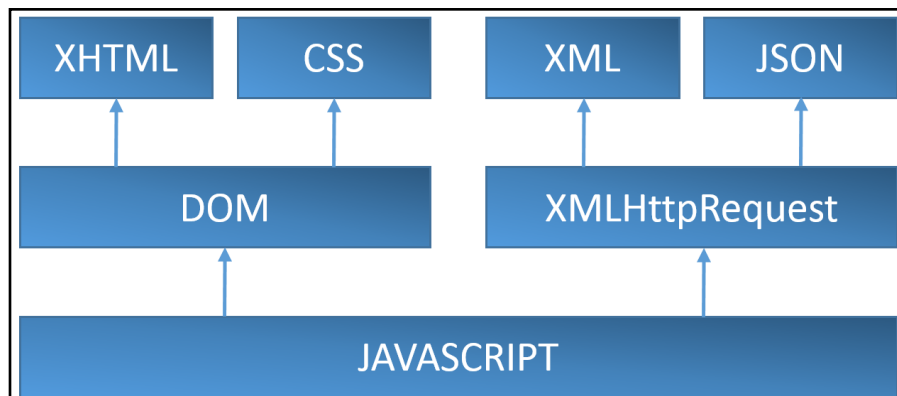 XHTML
CSS
XML
JSON
DOM
XMLHttpRequest
JAVASCRIPT